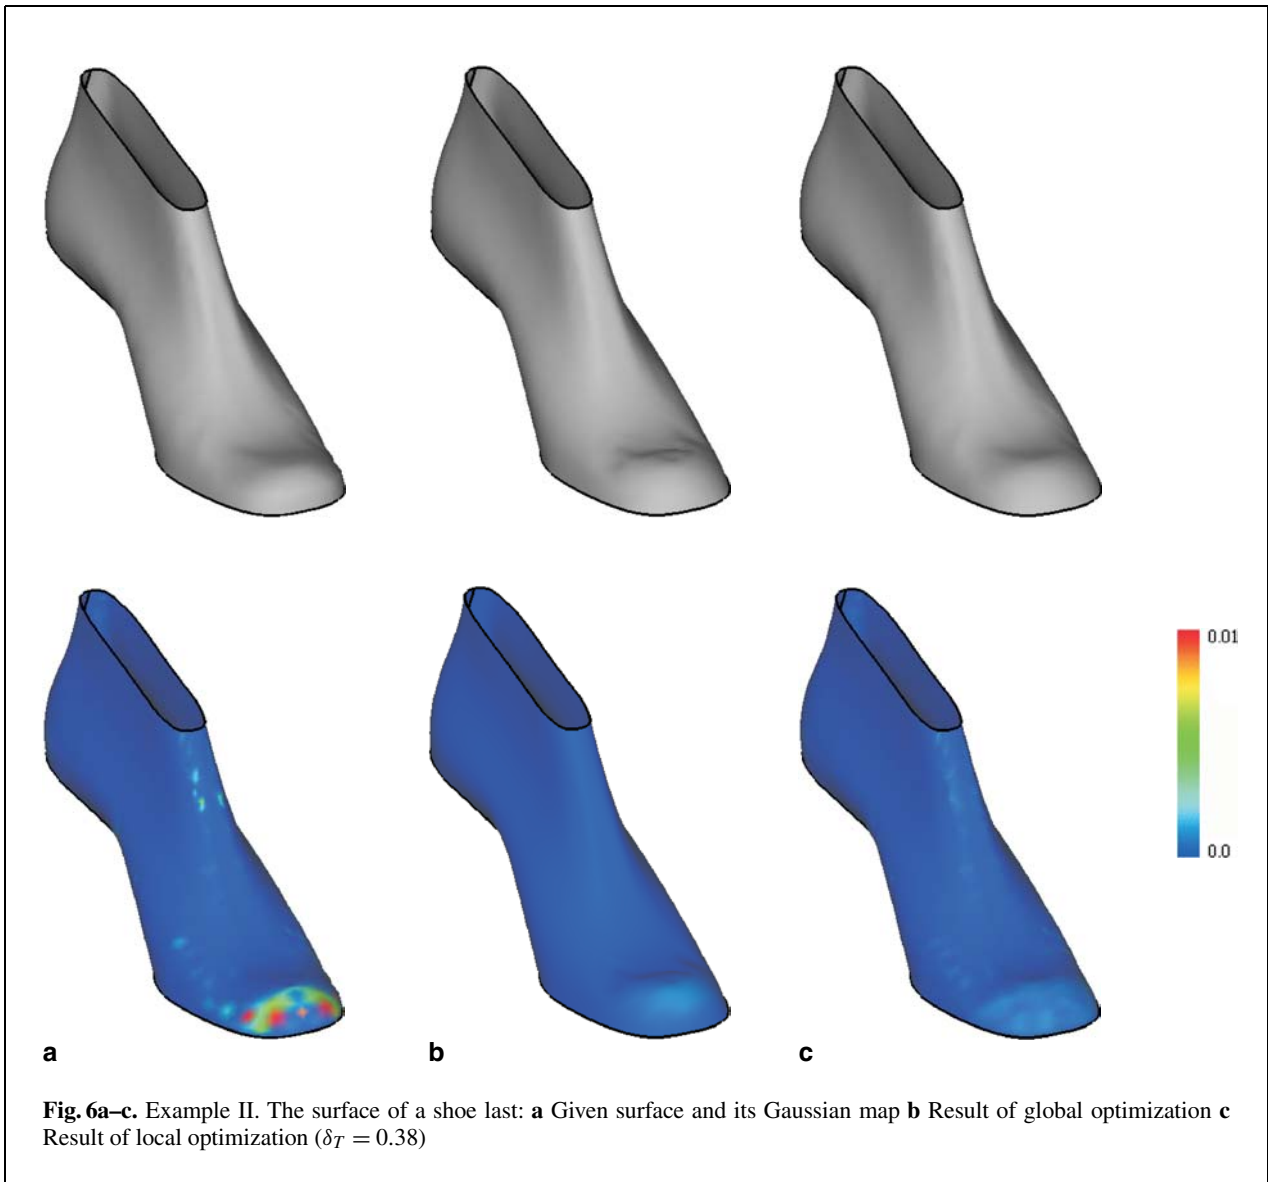 0.01
0.0
a
b
c
Fig. 6a–c. Example II. The surface of a shoe last: a Given surface and its Gaussian map b Result of global optimization c
Result of local optimization (δT = 0.38)